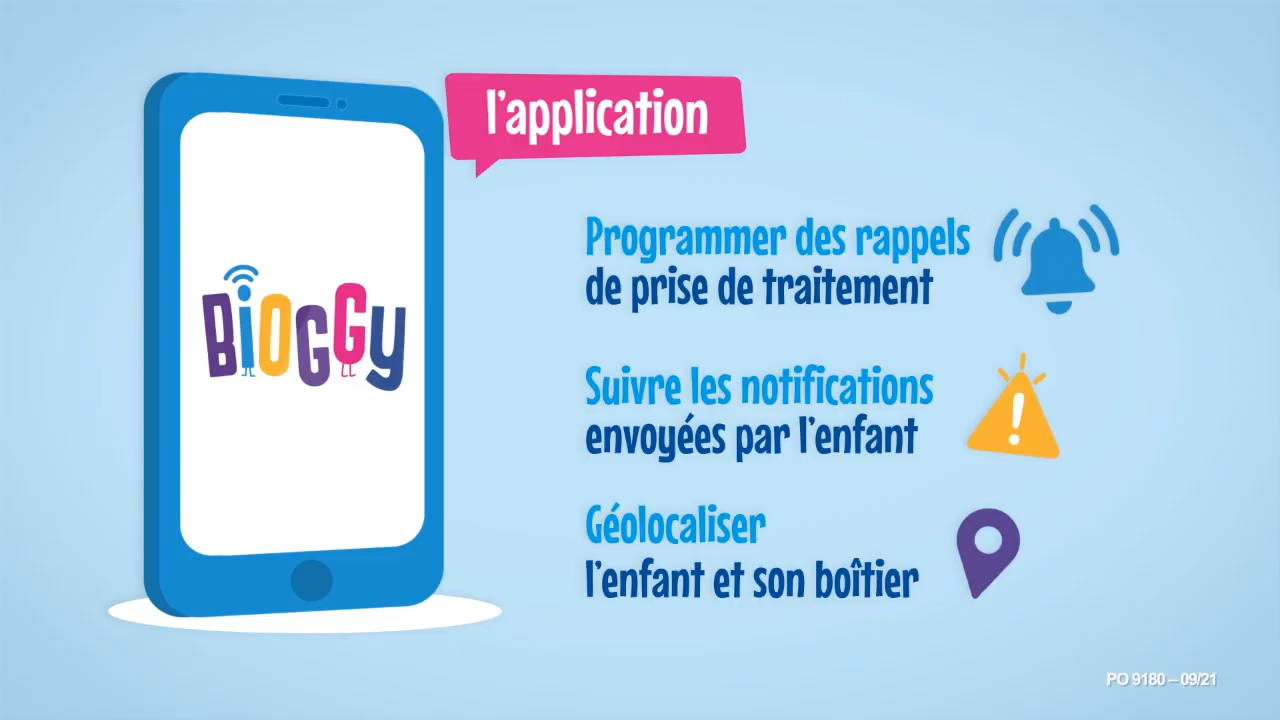 l'application
BiOGGy
Programmer des rappels
de prise de traitement
Suivre les notifications
envoyées par l'enfant
Géolocaliser
l'enfant et son boîtier
PO 9180 – 09/21